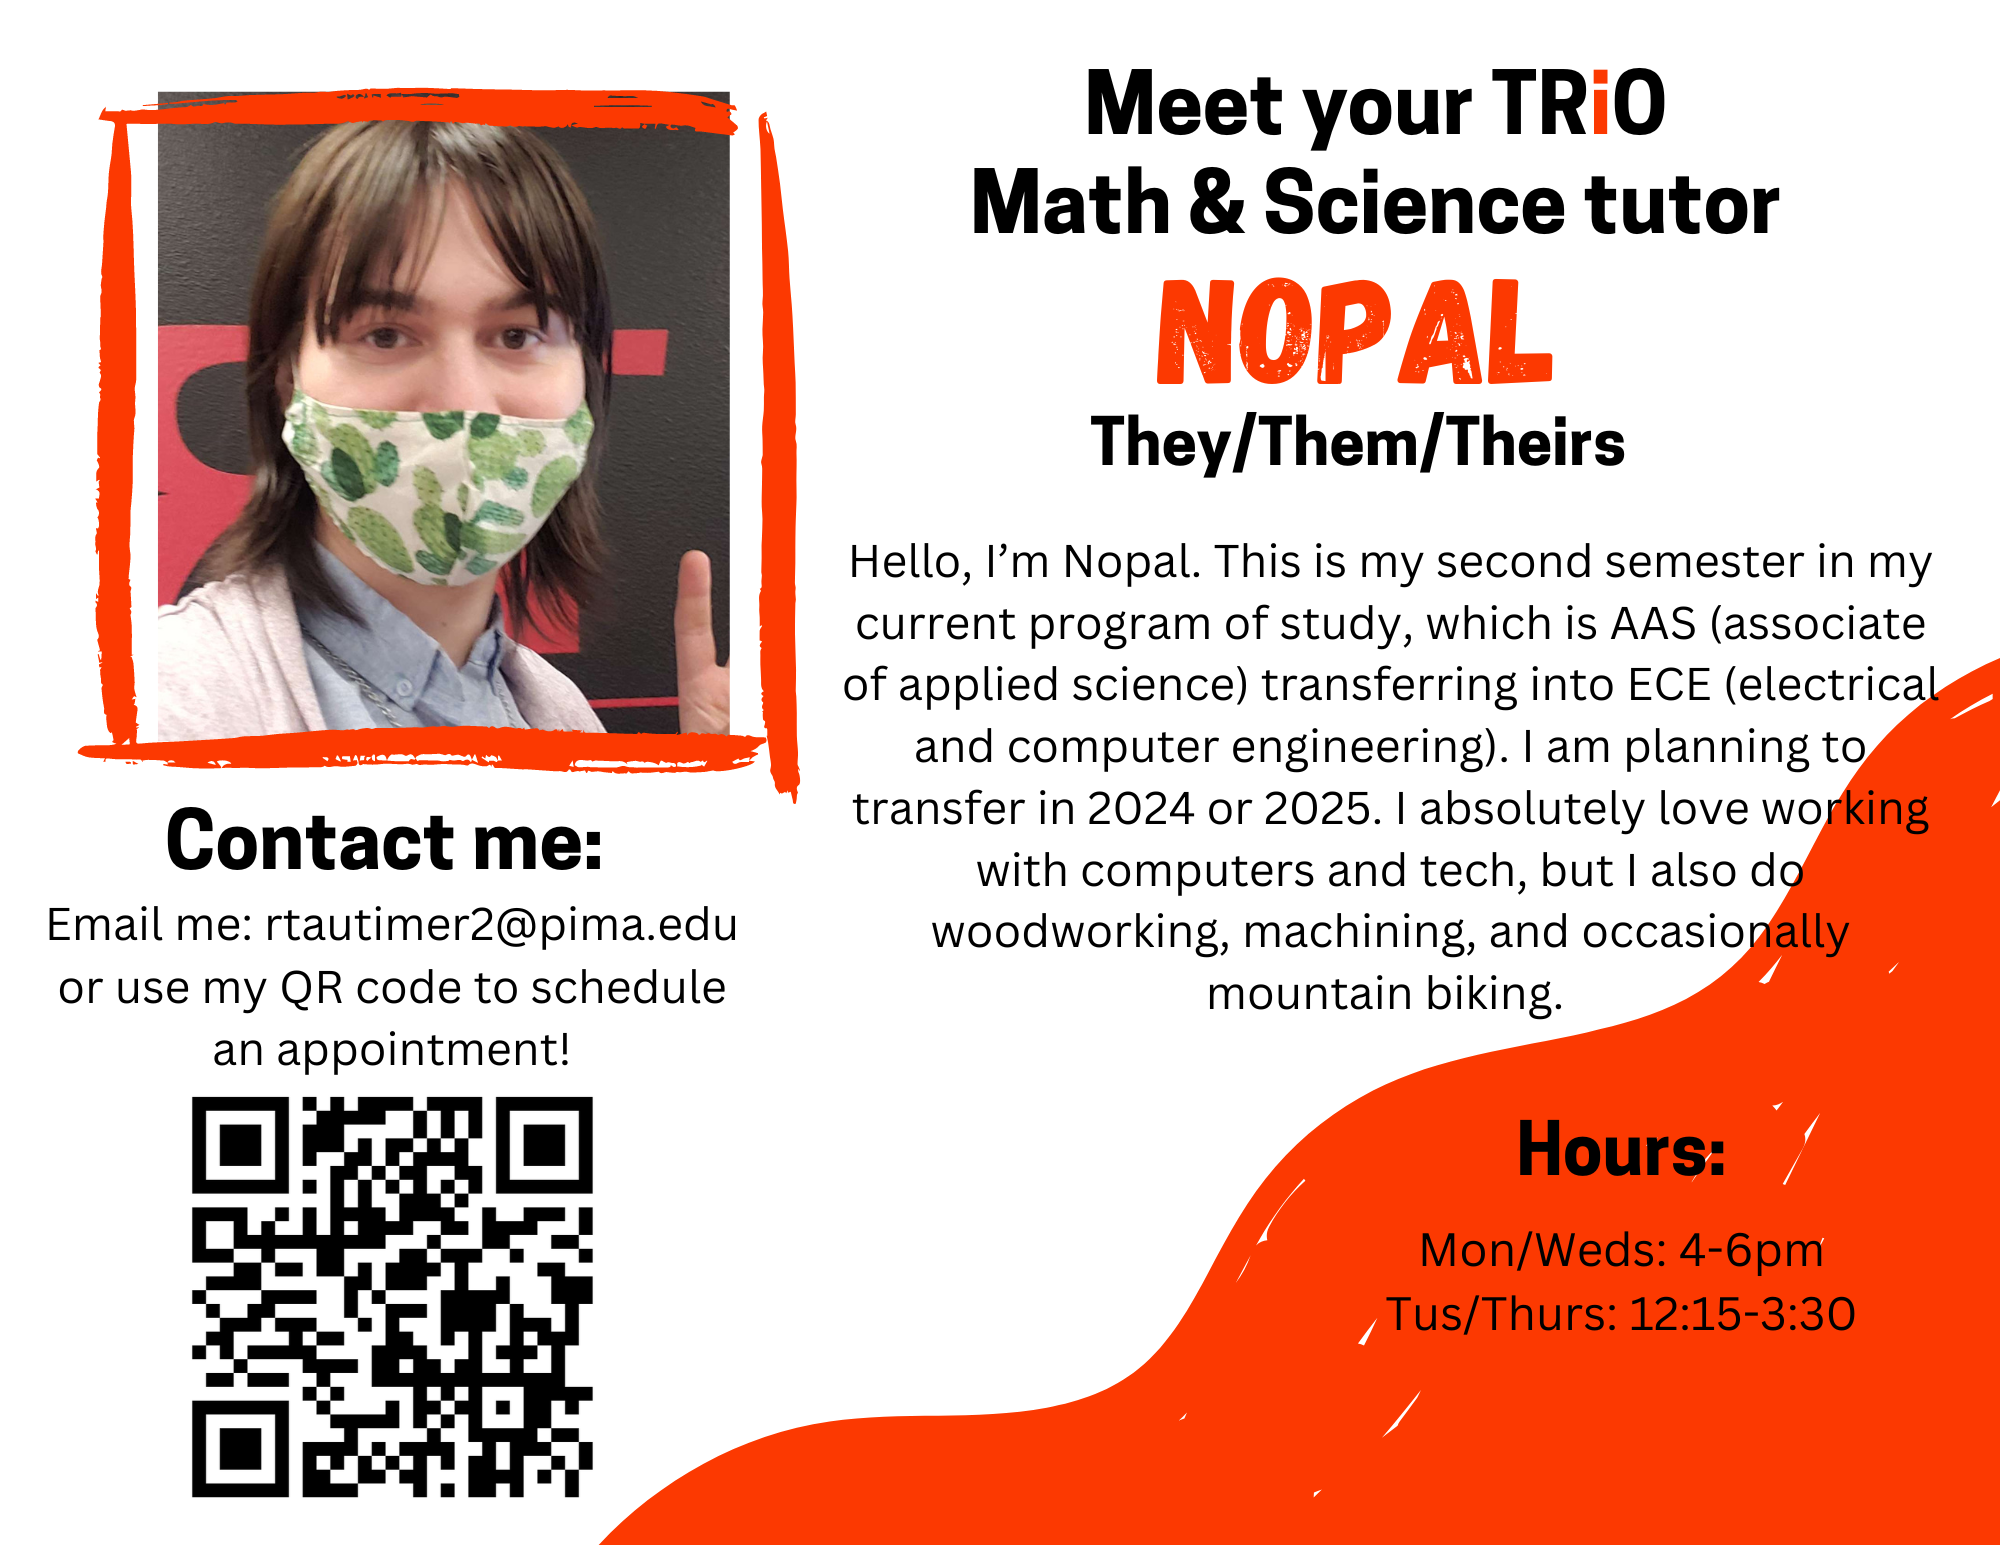 Meet your TRiO
Math & Science tutor
NOPAL
They/Them/Theirs
Hello, I’m Nopal. This is my second semester in my
current program of study, which is AAS (associate
of applied science) transferring into ECE (electrical
and computer engineering). I am planning to
transfer in 2024 or 2025. I absolutely love working
with computers and tech, but I also do
woodworking, machining, and occasionally
mountain biking.
Contact me:
Email me: rtautimer2@pima.edu
or use my QR code to schedule
an appointment!
Hours:
Mon/Weds: 4-6pm
Tus/Thurs: 12:15-3:30